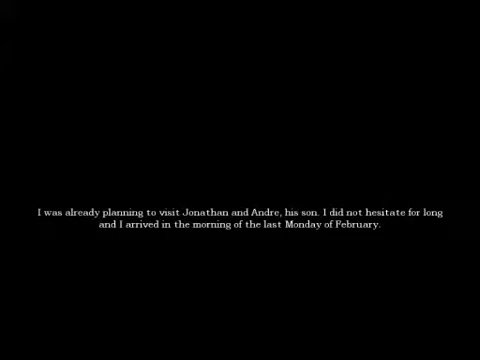 I was already planning to visit Jonathan and Andre, his son. I did not hesitate for long
and I arrived in the morning of the last Monday of February.